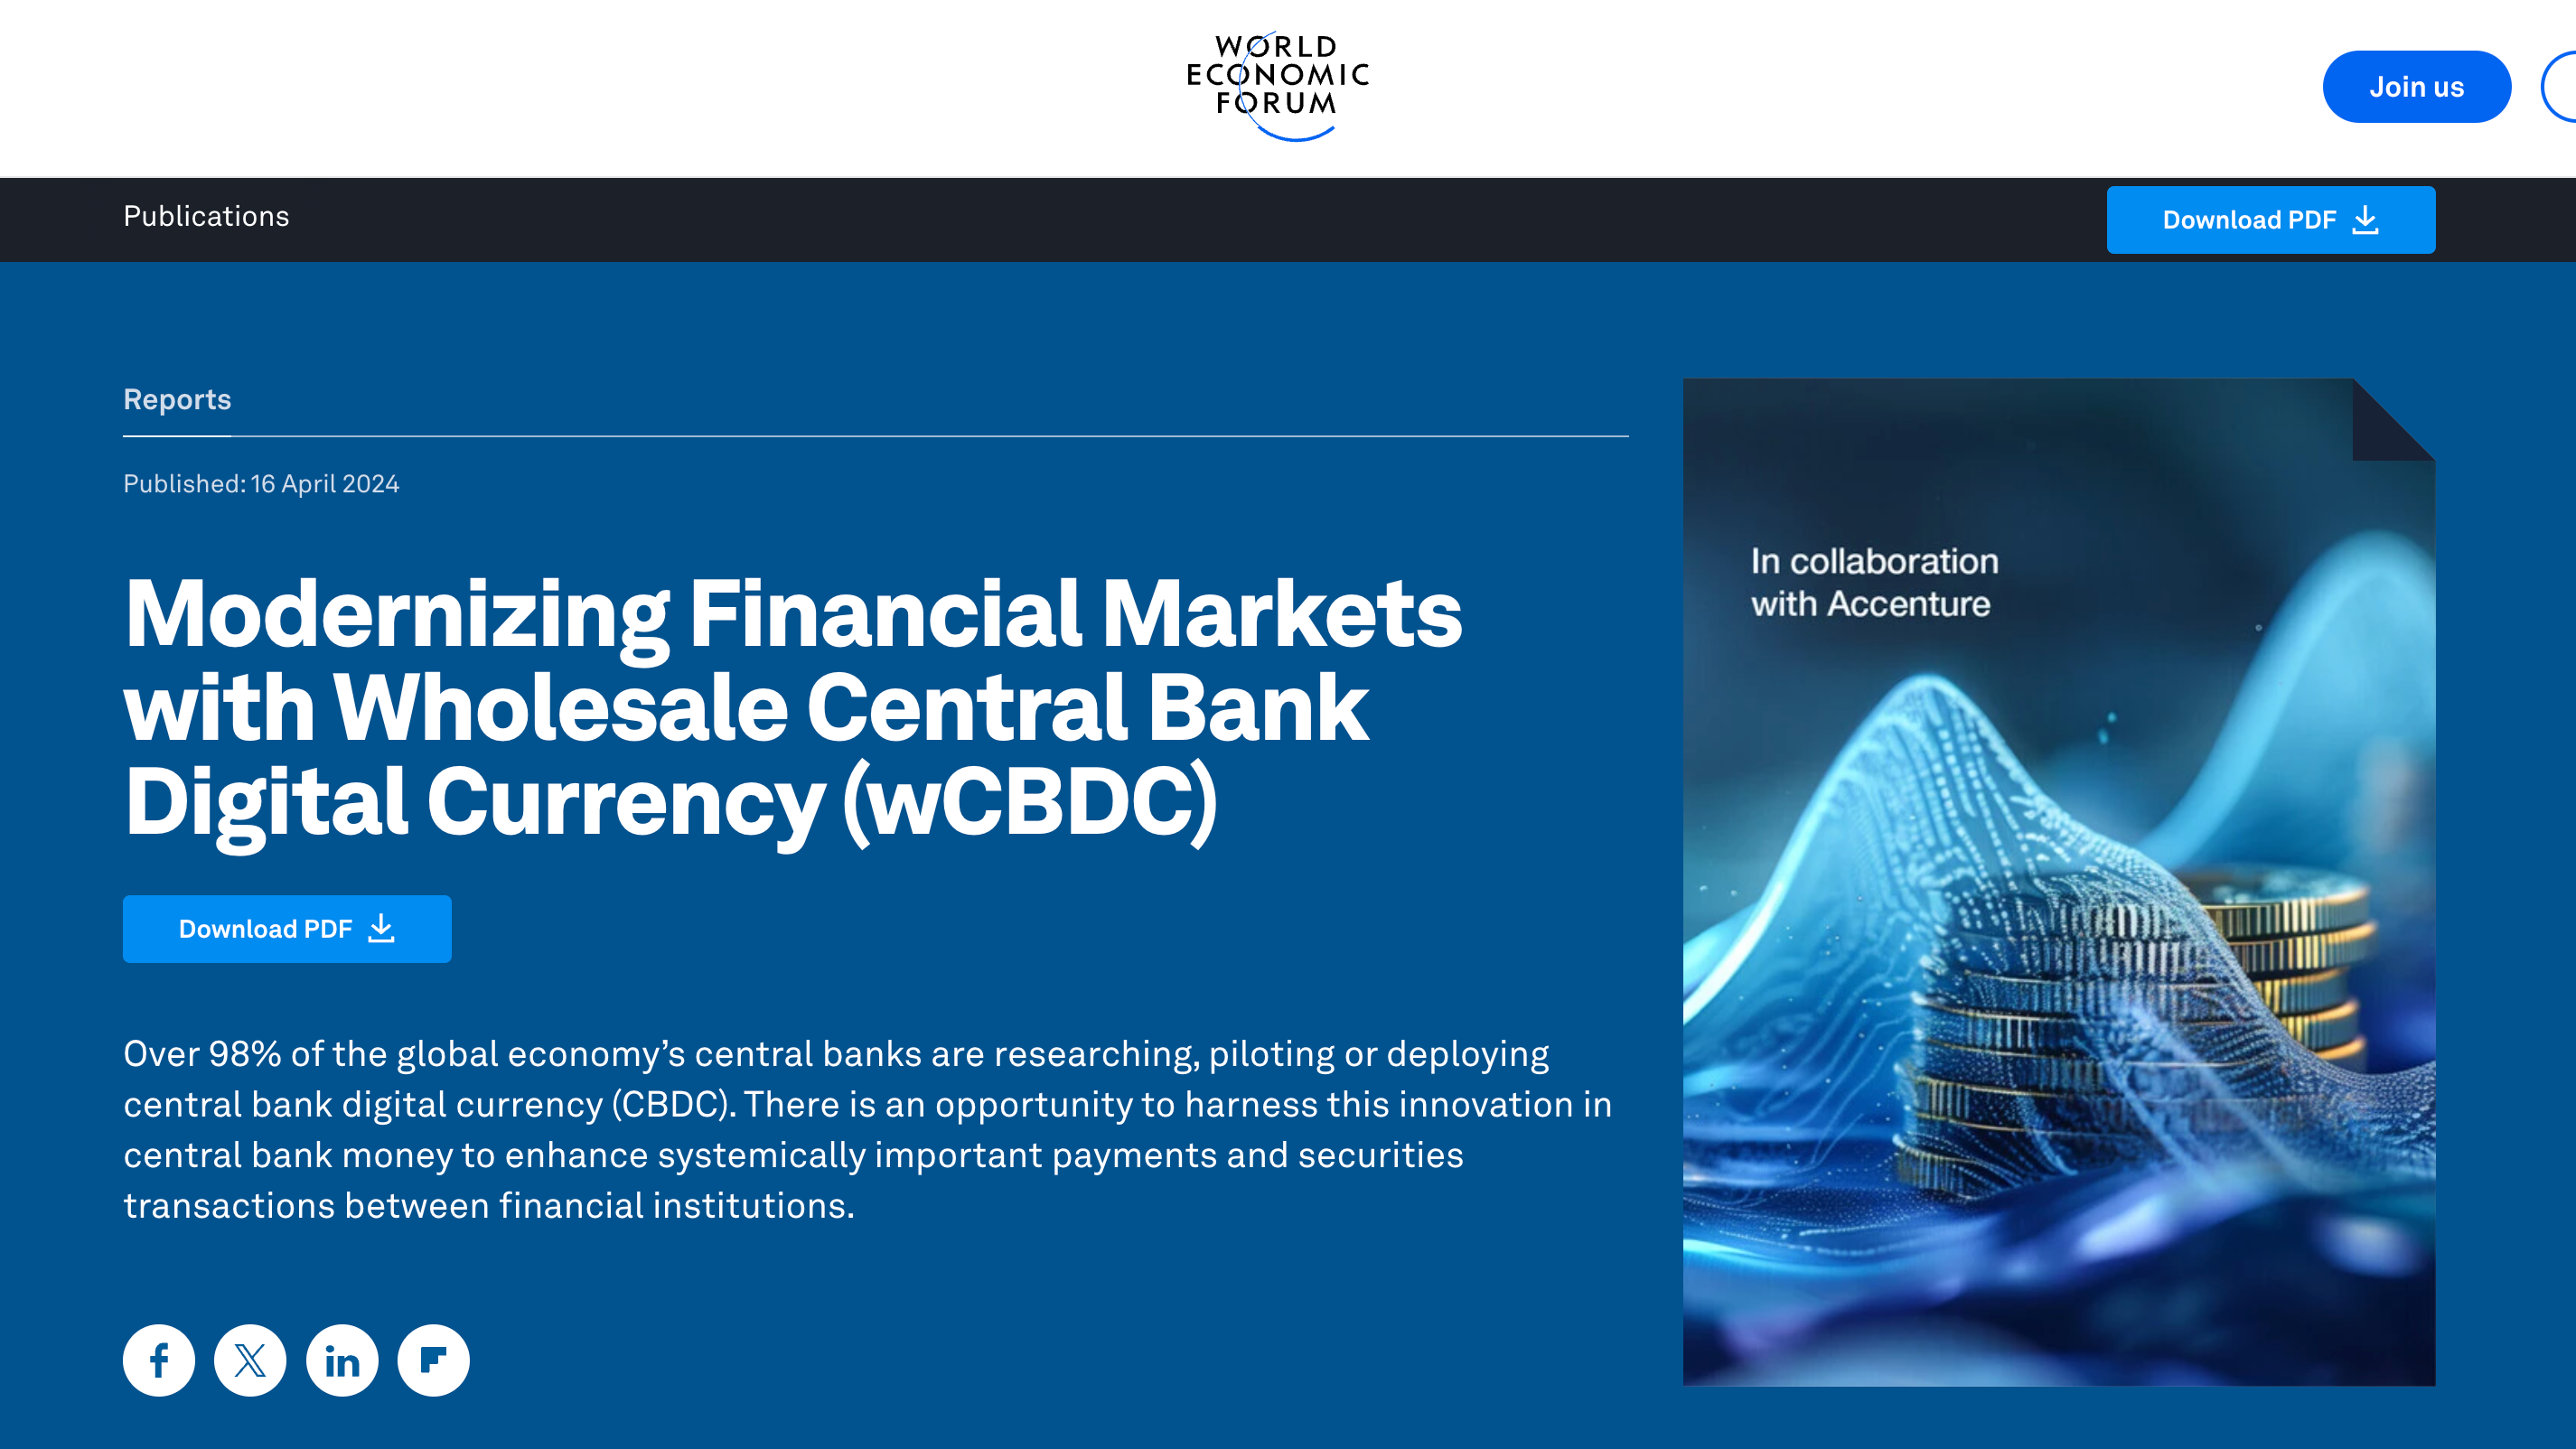 WORLD
ECONOMIC
FORUM
Join us
Publications
Download PDF
Reports
Published: 16 April 2024
Modernizing Financial Markets
with Wholesale Central Bank
Digital Currency (wCBDC)
Download PDF
Over 98% of the global economy’s central banks are researching, piloting or deploying
central bank digital currency (CBDC). There is an opportunity to harness this innovation in
central bank money to enhance systemically important payments and securities
transactions between financial institutions.
In collaboration
with Accenture